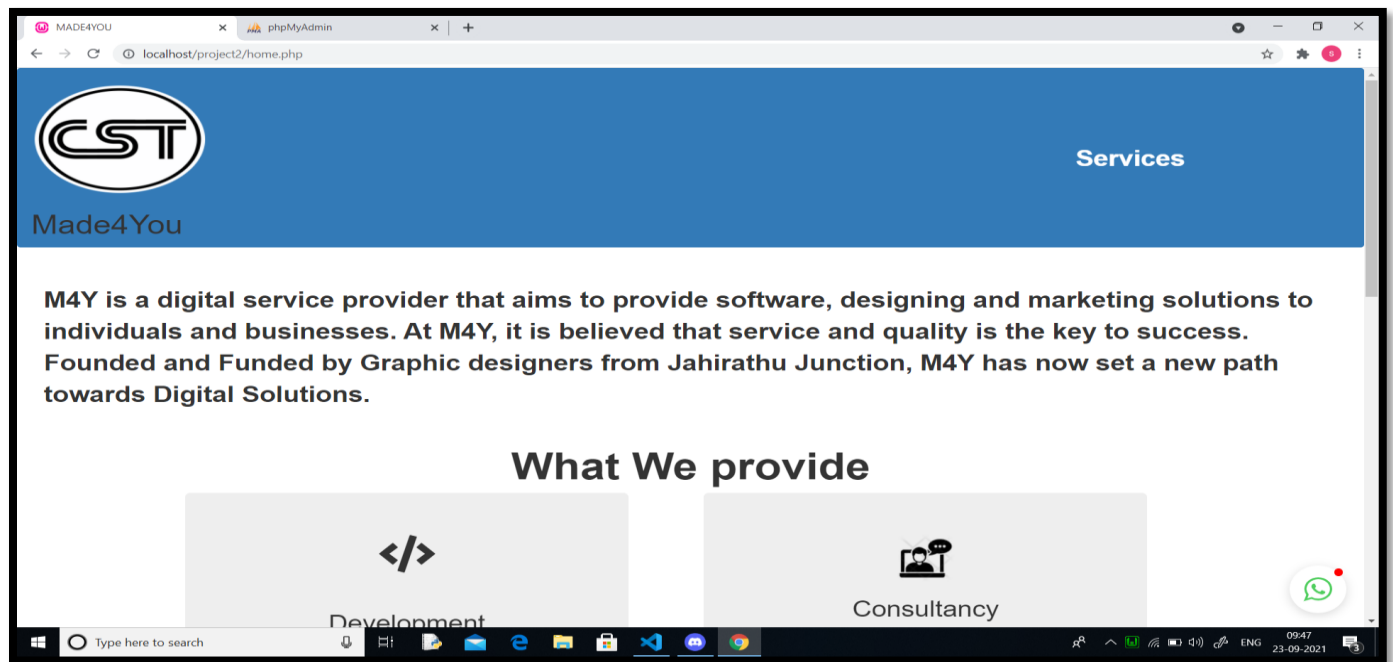 MADE4YOU
phpMyAdmin
localhost/project2/home.php
S
CST
Services
Made4You
M4Y is a digital service provider that aims to provide software, designing and marketing solutions to
individuals and businesses. At M4Y, it is believed that service and quality is the key to success.
Founded and Funded by Graphic designers from Jahirathu Junction, M4Y has now set a new path
towards Digital Solutions.
What We provide
</>
Development
Consultancy
Type here to search
ENG
09:47
23-09-2021
3